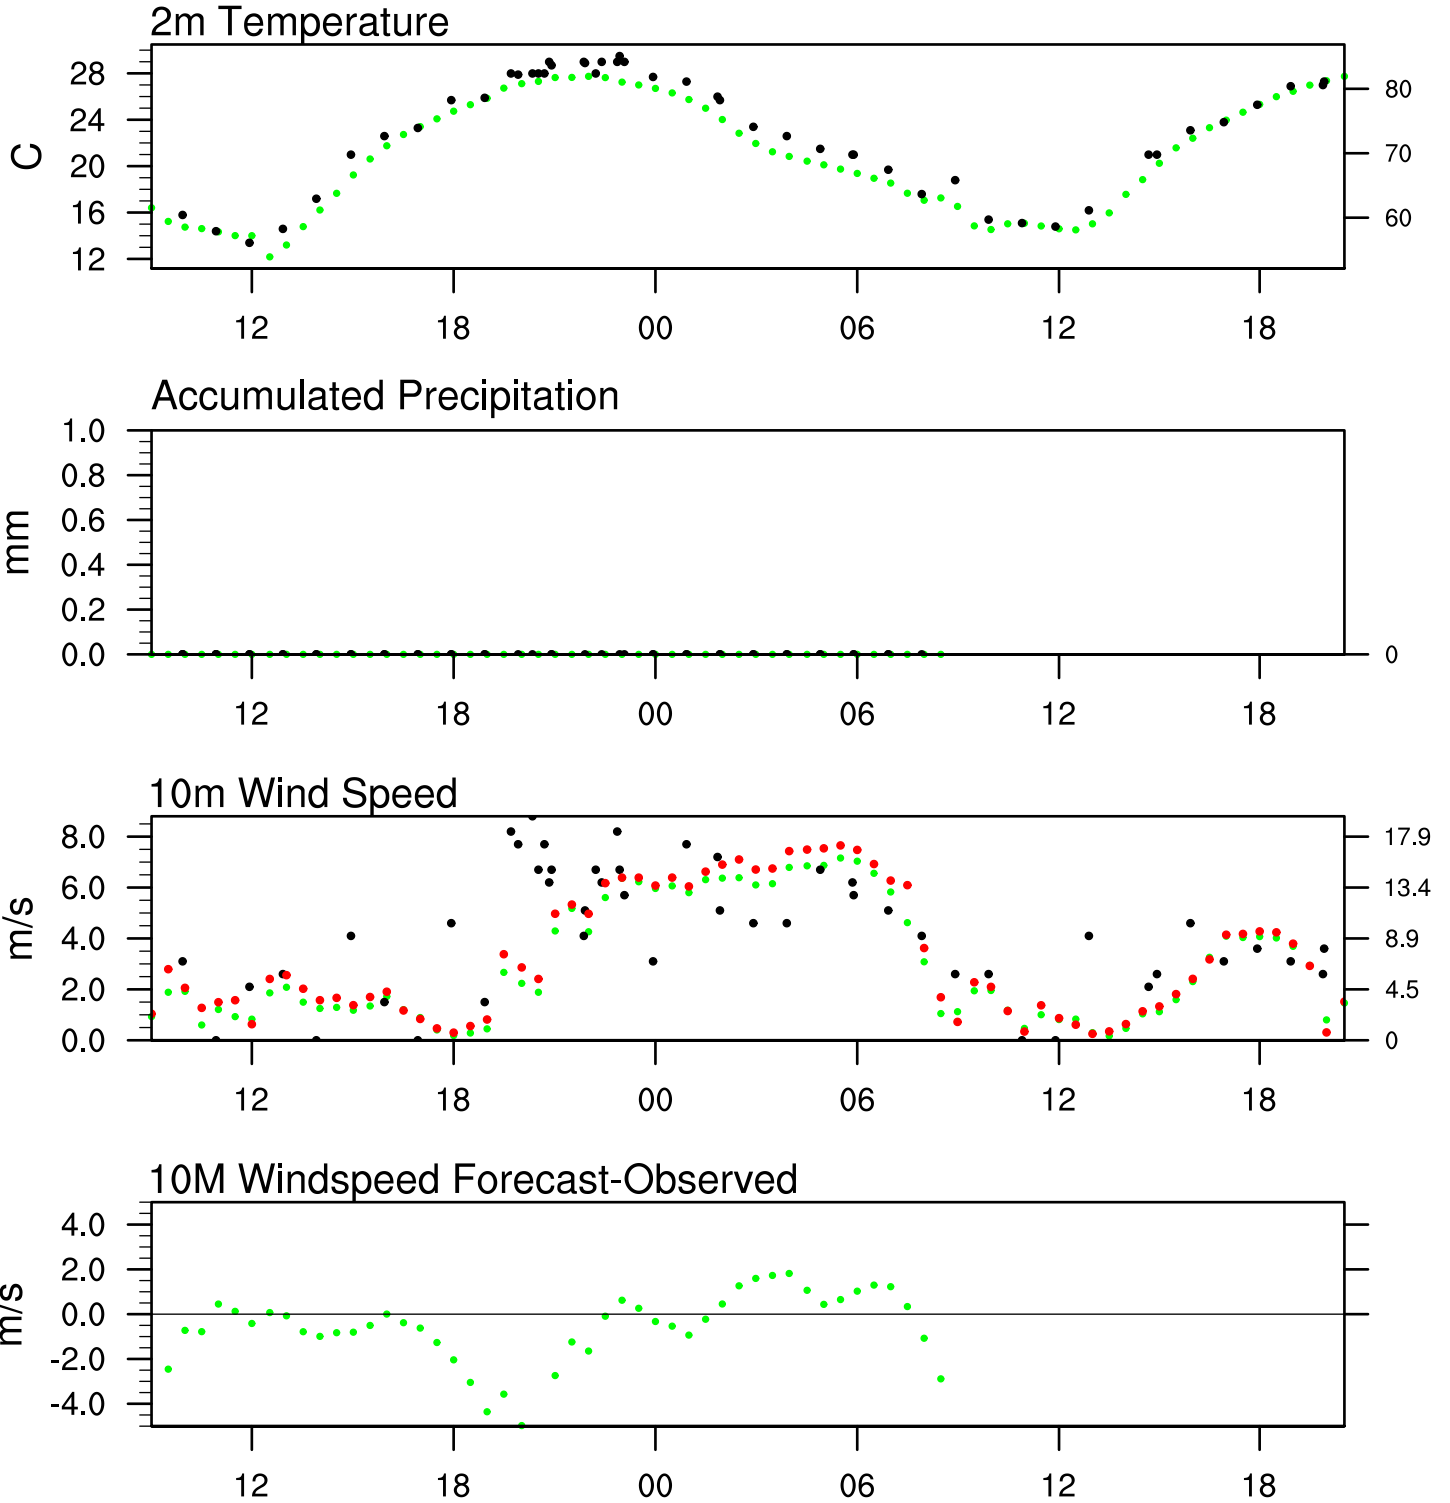 2m Temperature
28
24
20
16
12
C
80
70
60
12 18 00 06 12 18
Accumulated Precipitation
1.0
0.8
0.6
0.4
0.2
0.0
mm
0
12 18 00 06 12 18
10m Wind Speed
8.0
6.0
4.0
2.0
0.0
m/s
17.9
13.4
8.9
4.5
0
12 18 00 06 12 18
10M Windspeed Forecast-Observed
4.0
2.0
0.0
-2.0
-4.0
m/s
12 18 00 06 12 18